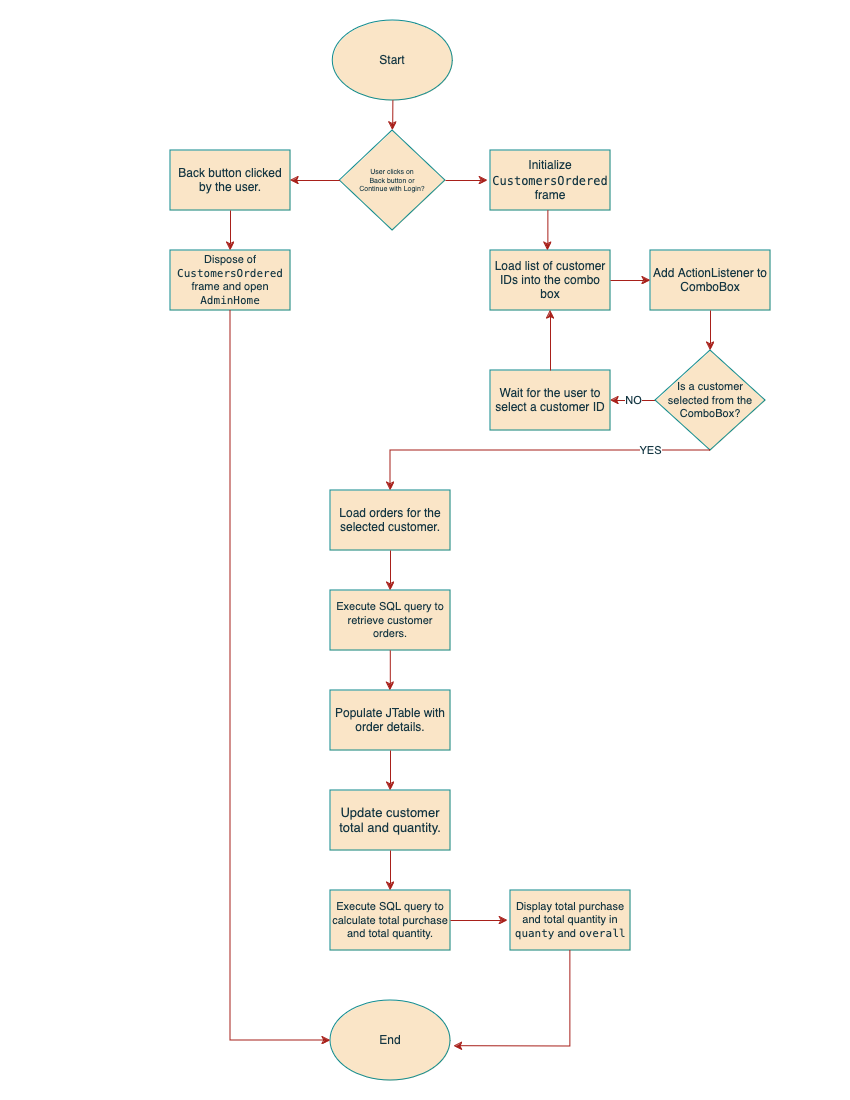 Start
User clicks on
Back button or
Continue with Login?
Back button clicked
by the user.
Initialize
CustomersOrdered
frame
Dispose of
CustomersOrdered
frame and open
AdminHome
Load list of customer
IDs into the combo
box
Add ActionListener to
ComboBox
Wait for the user to
select a customer ID
NO
Is a customer
selected from the
ComboBox?
YES
Load orders for the
selected customer.
Execute SQL query to
retrieve customer
orders.
Populate JTable with
order details.
Update customer
total and quantity.
Execute SQL query to
calculate total purchase
and total quantity.
Display total purchase
and total quantity in
quanty and overall
End